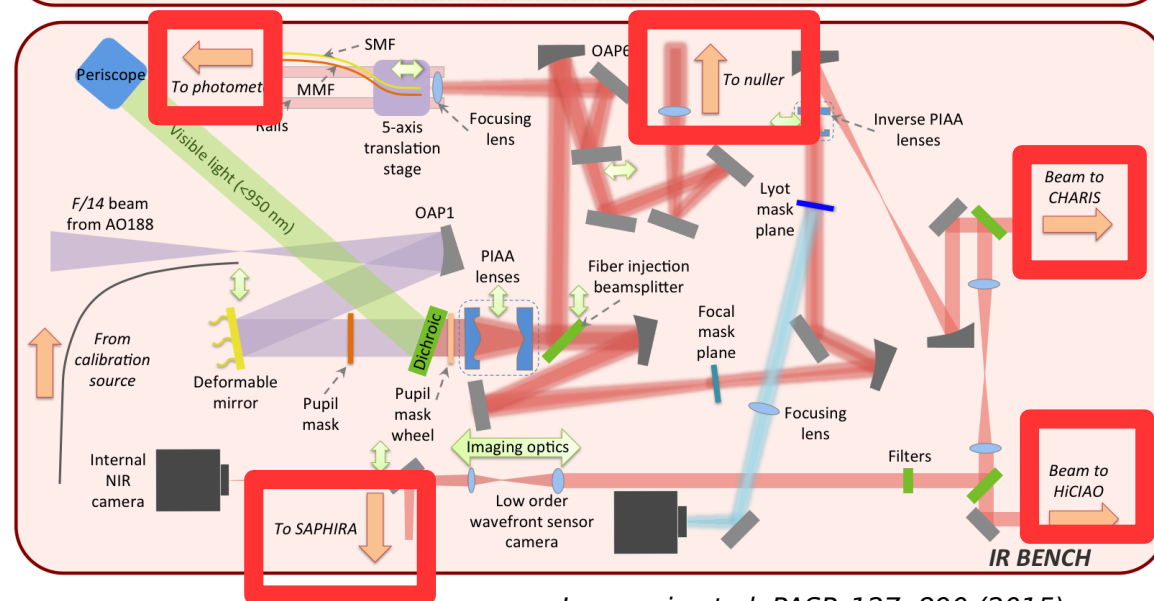 Periscope
To photomet
SMF
MMF
Rails
5-axis
translation
stage
Focusing
lens
OAP6
To nuller
Inverse PIAA
lenses
Beam to
CHARIS
Visible light (<950 nm)
F/14 beam
from AO188
OAP1
PIAA
lenses
Fiber injection
beamsplitter
Lyot
mask
plane
Focal
mask
plane
From
calibration
source
Dichroic
Deformable
mirror
Pupil
mask
Pupil
mask
wheel
Focusing
lens
Imaging optics
Internal
NIR
camera
To SAPHIRA
Low order
wavefront sensor
camera
Filters
Beam to
HiCIAO
IR BENCH